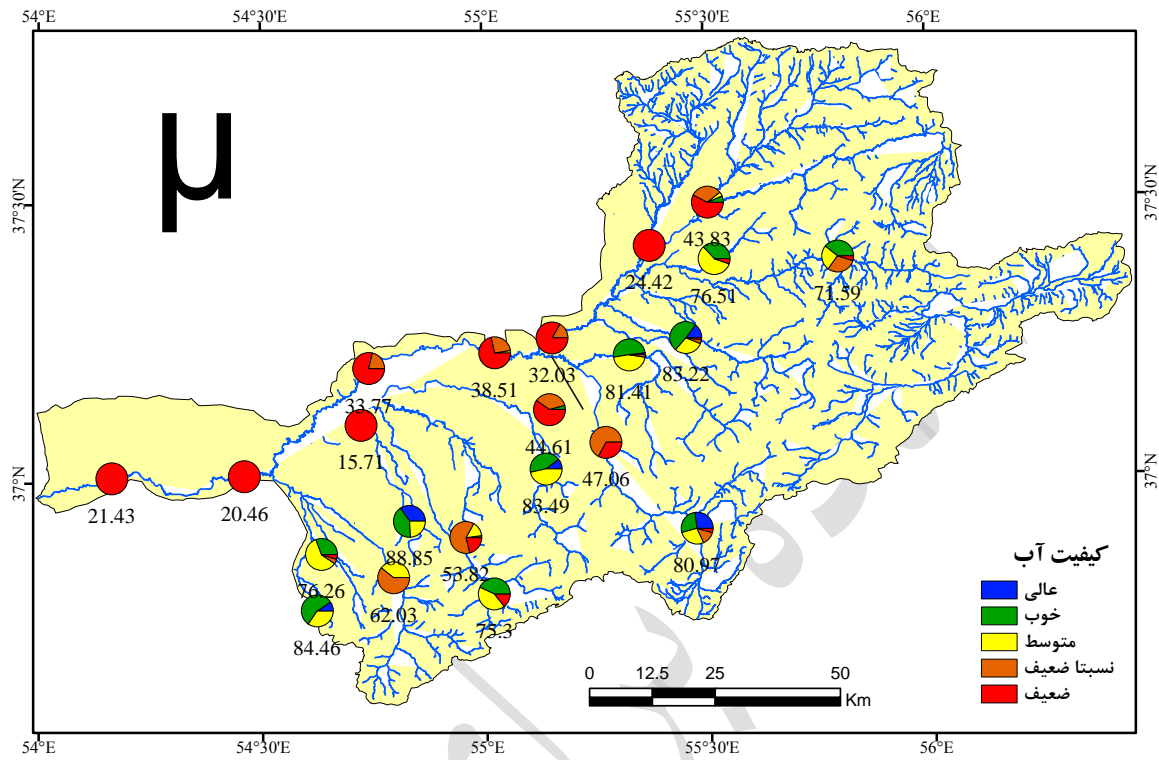 54°E 54°30'E 55°E 55°30'E 56°E
µ
37°30'N 37°30'N
43.83
24.42 76.51 71.59
38.51 32.03 81.41 83.22
33.77
44.61
15.71 47.06
83.49
37°N 37°N
21.43 20.46
88.85 53.82 80.97
76.26 62.03 75.3
84.46
کیفیت آب
عالی
خوب
متوسط
نسبتا ضعیف
ضعیف
0 12.5 25 50
Km
54°E 54°30'E 55°E 55°30'E 56°E